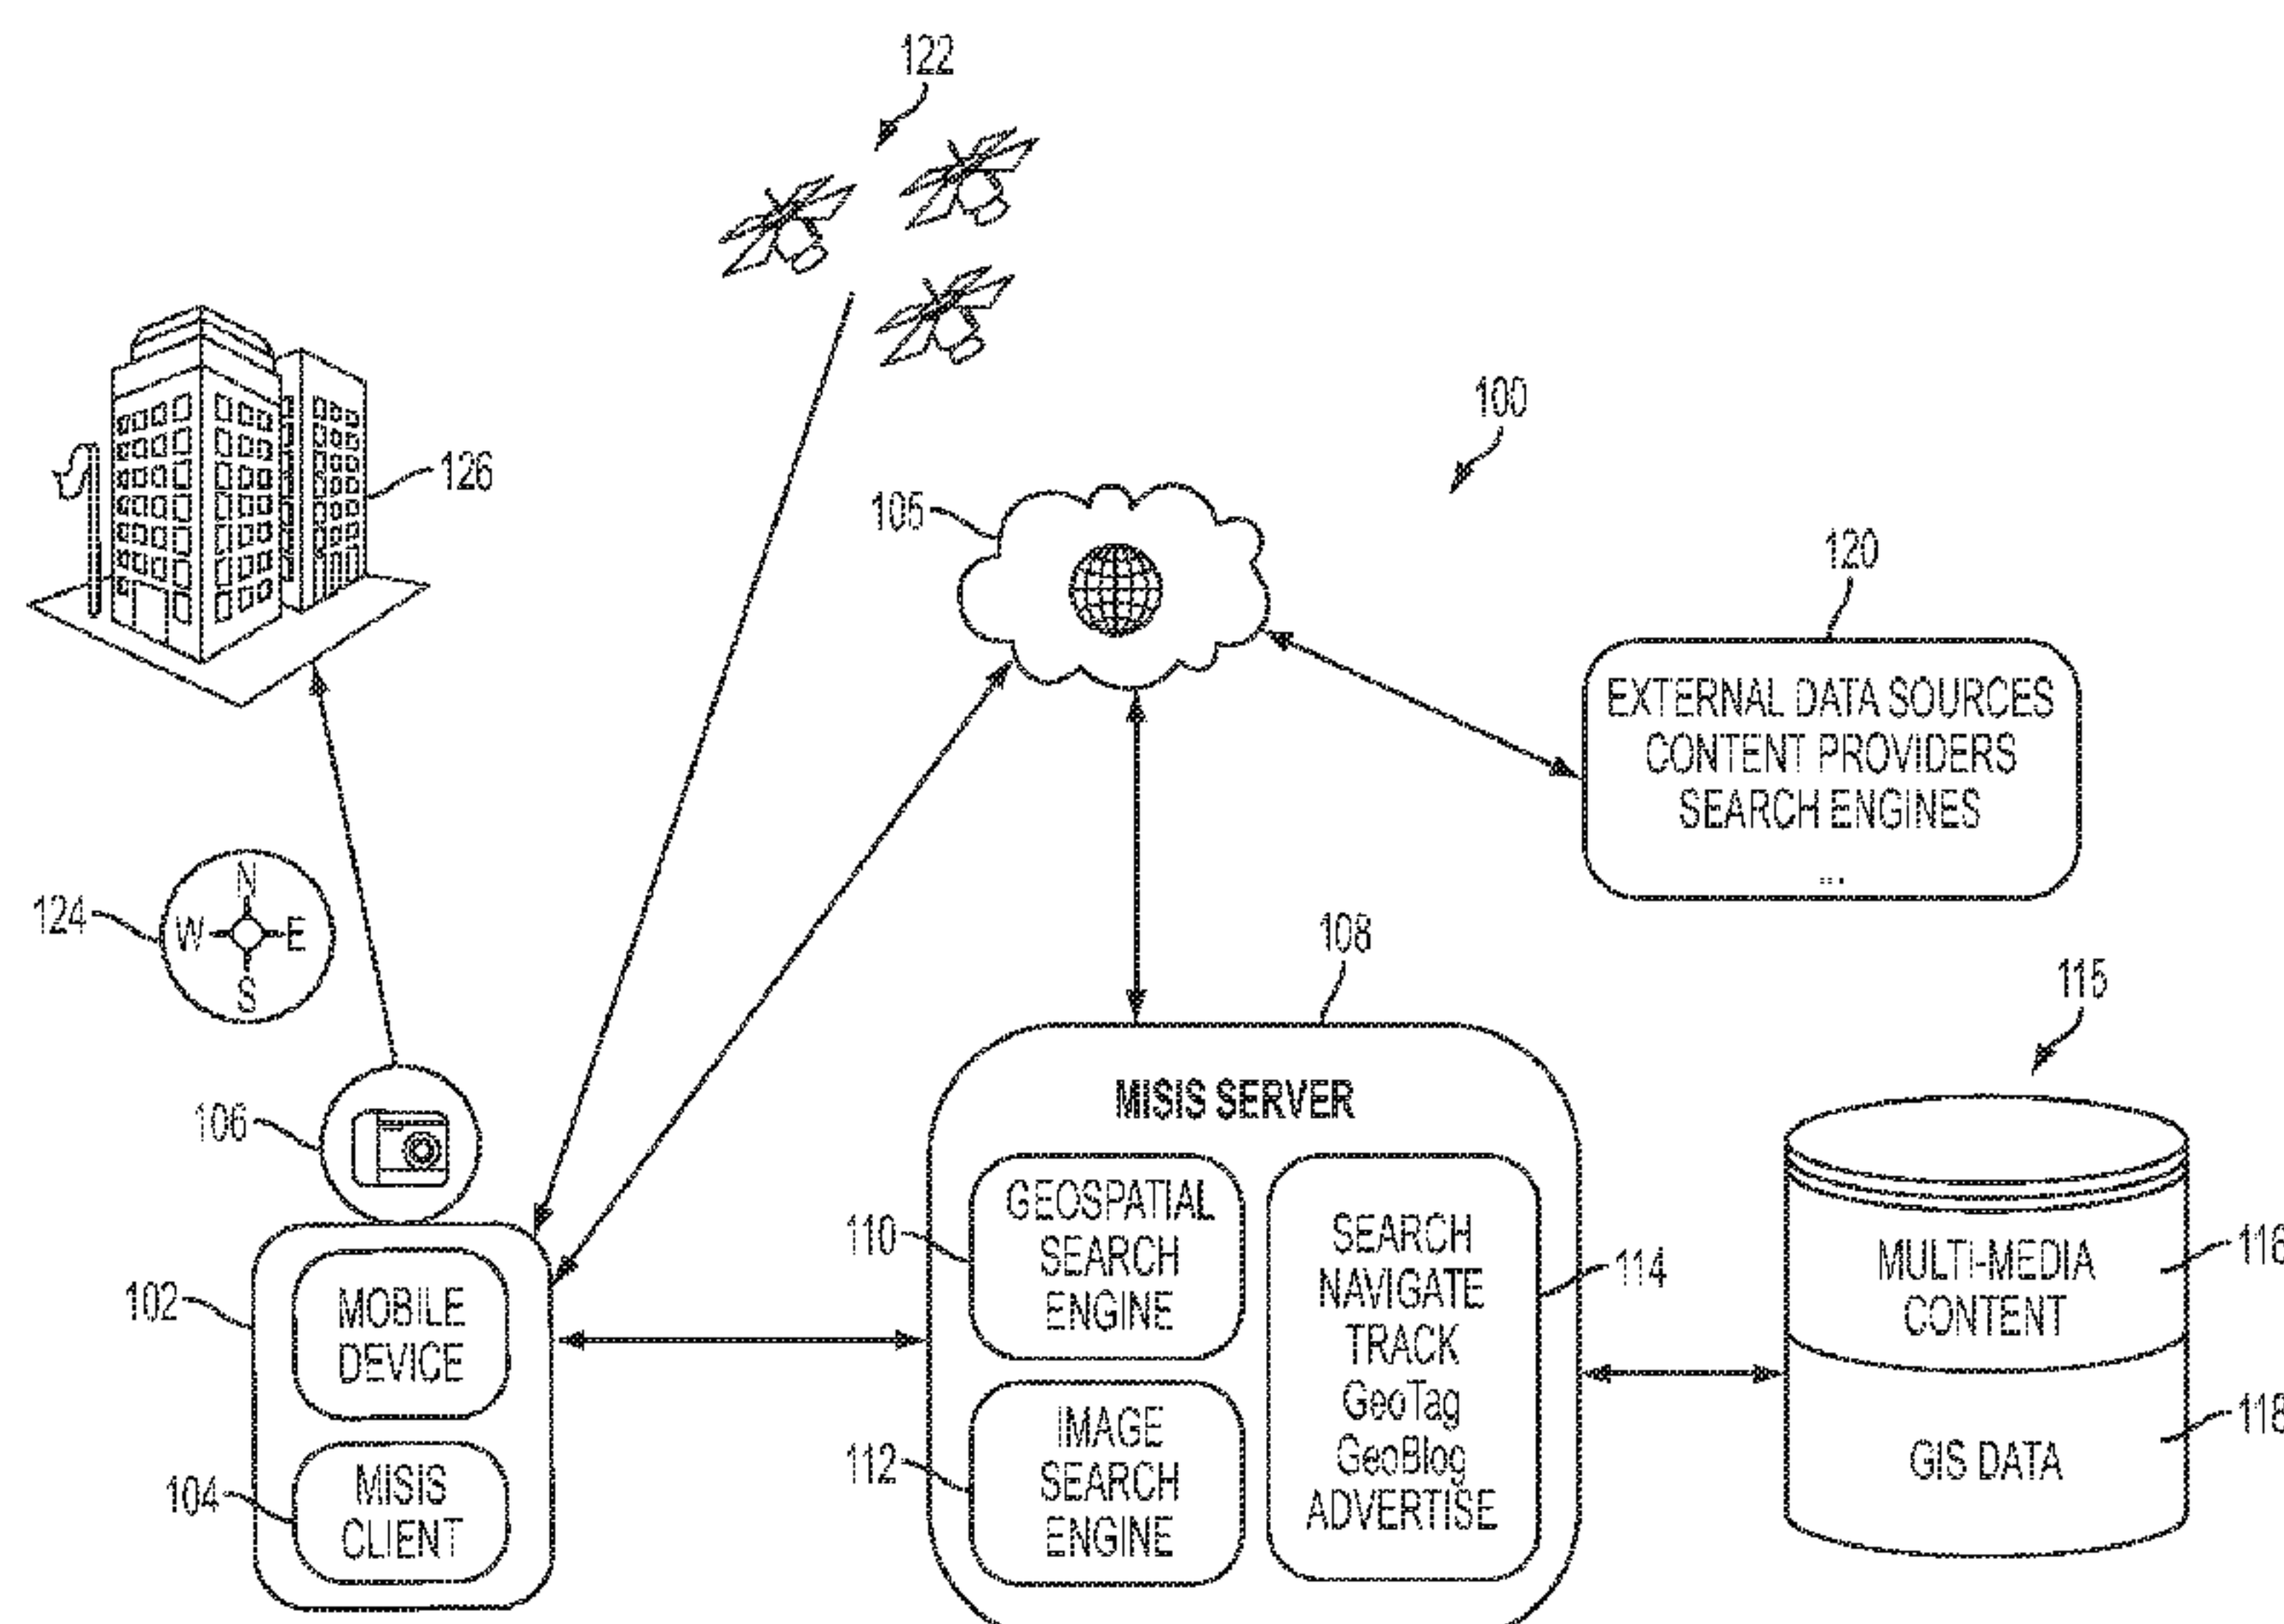 122
100
126
105
120
EXTERNAL DATA SOURCES
CONTENT PROVIDERS
SEARCH ENGINES
...
124
N
W E
S
108
115
MISIS SERVER
106
GEOSPATIAL
SEARCH
ENGINE
110
SEARCH
NAVIGATE
TRACK
GeoTag
GeoBlog
ADVERTISE
114
MULTI-MEDIA
CONTENT
116
102
MOBILE
DEVICE
IMAGE
SEARCH
ENGINE
112
GIS DATA
118
104
MISIS
CLIENT